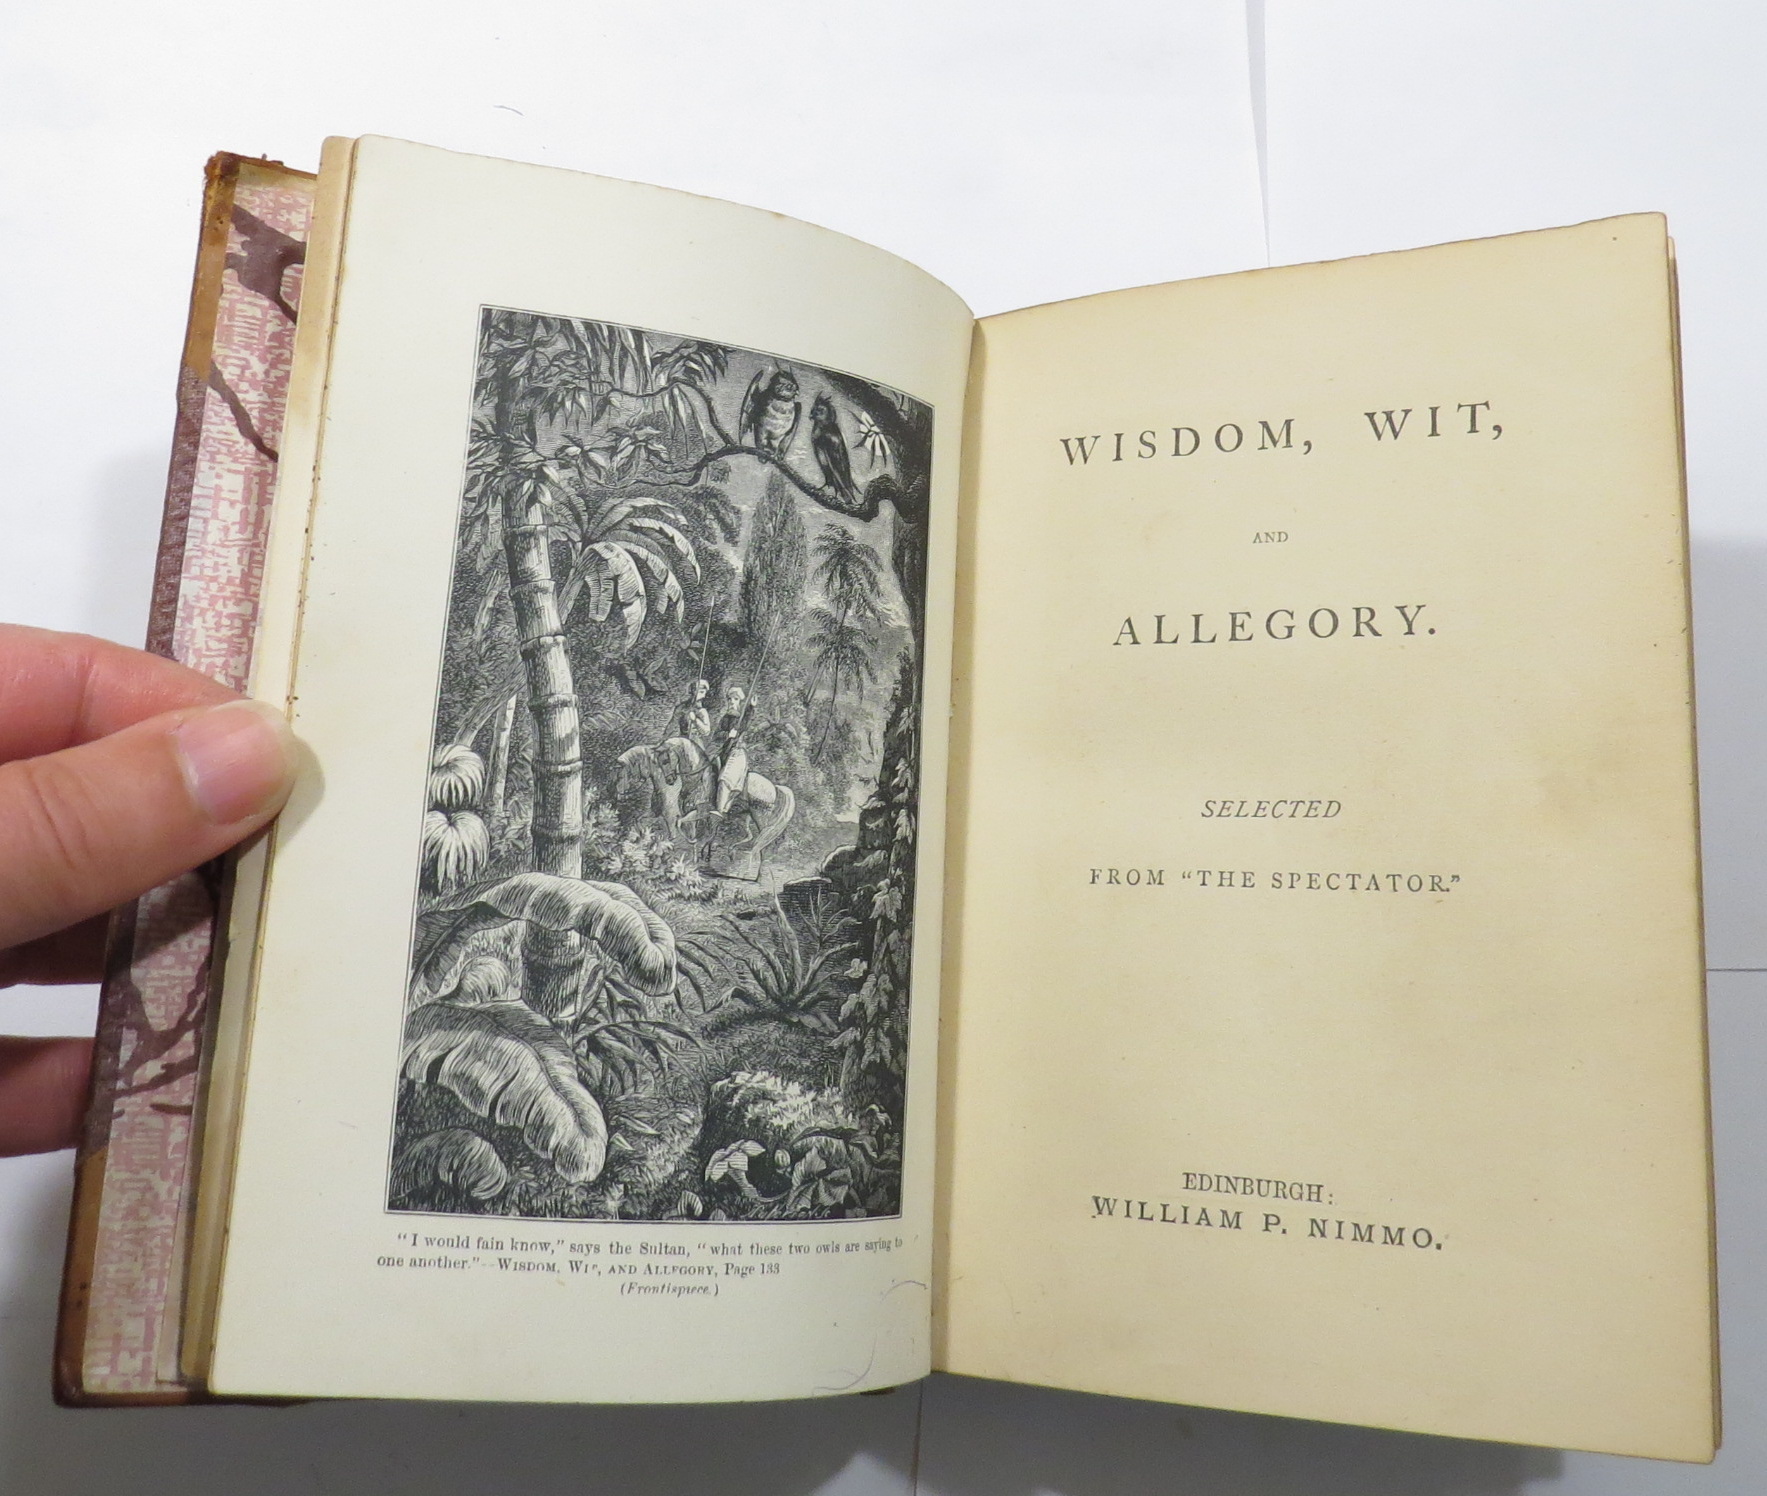 "I would fain know," says the Sultan, "what these two owls are saying to
one another."—WISDOM, WIT, AND ALLEGORY, Page 133
(Frontispiece.)
WISDOM, WIT,
AND
ALLEGORY.
SELECTED
FROM "THE SPECTATOR."
EDINBURGH:
WILLIAM P. NIMMO.